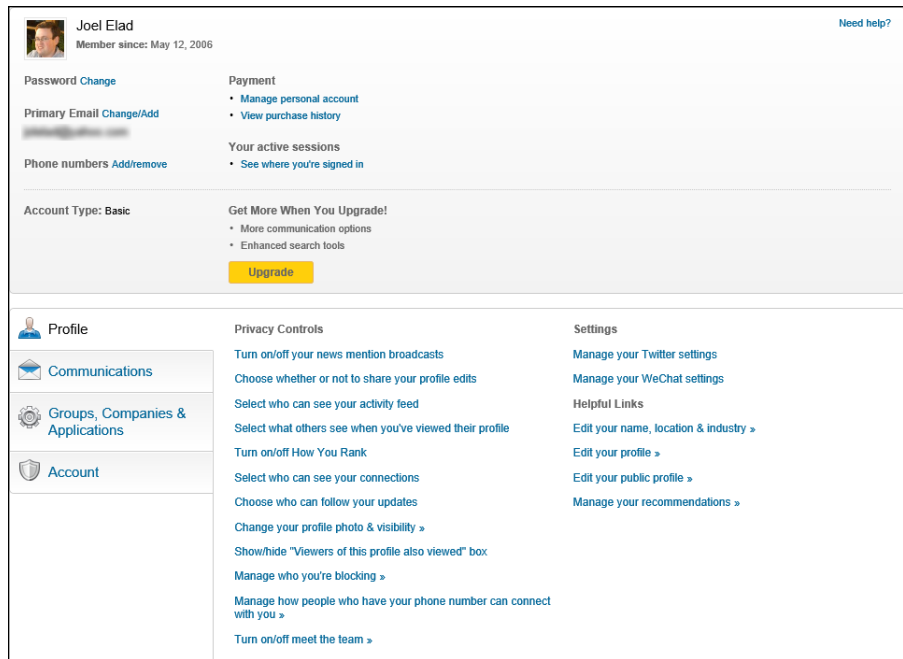 Joel Elad
Need help?
Member since: May 12, 2006
Password Change
Primary Email Change/Add
Phone numbers Add/remove
Payment
• Manage personal account
• View purchase history
Your active sessions
• See where you're signed in
Account Type: Basic
Get More When You Upgrade!
• More communication options
• Enhanced search tools
Upgrade
Profile
Communications
Groups, Companies &
Applications
Account
Privacy Controls
Turn on/off your news mention broadcasts
Choose whether or not to share your profile edits
Select who can see your activity feed
Select what others see when you've viewed their profile
Turn on/off How You Rank
Select who can see your connections
Choose who can follow your updates
Change your profile photo & visibility »
Show/hide "Viewers of this profile also viewed" box
Manage who you're blocking »
Manage how people who have your phone number can connect
with you »
Turn on/off meet the team »
Settings
Manage your Twitter settings
Manage your WeChat settings
Helpful Links
Edit your name, location & industry »
Edit your profile »
Edit your public profile »
Manage your recommendations »